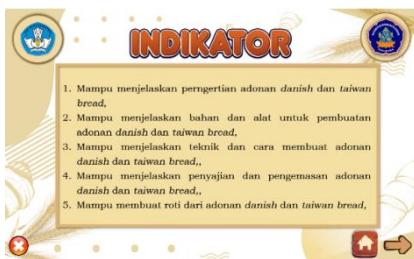 INDIKATOR
1. Mampu menjelaskan perngertian adonan danish dan taiwan
bread,
2. Mampu menjelaskan bahan dan alat untuk pembuatan
adonan danish dan taiwan bread,
3. Mampu menjelaskan teknik dan cara membuat adonan
danish dan taiwan bread,,
4. Mampu menjelaskan penyajian dan pengemasan adonan
danish dan taiwan bread,,
5. Mampu membuat roti dari adonan danish dan taiwan bread,